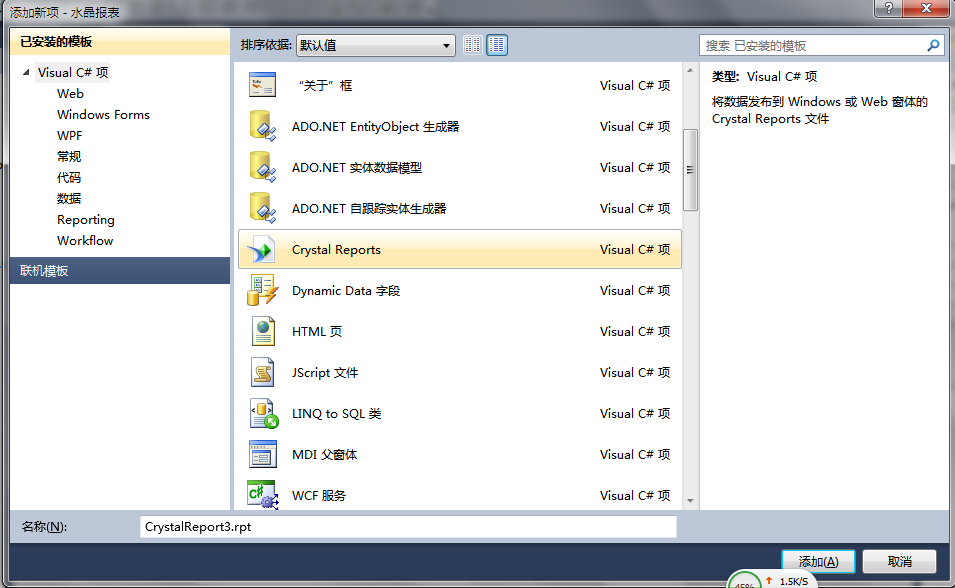 添加新项 - 水晶报表
已安装的模板
Visual C# 项
Web
Windows Forms
WPF
常规
代码
数据
Reporting
Workflow
联机模板
排序依据: 默认值
搜索 已安装的模板
“关于”框 Visual C# 项
ADO.NET EntityObject 生成器 Visual C# 项
ADO.NET 实体数据模型 Visual C# 项
ADO.NET 自跟踪实体生成器 Visual C# 项
Crystal Reports Visual C# 项
Dynamic Data 字段 Visual C# 项
HTML 页 Visual C# 项
JScript 文件 Visual C# 项
LINQ to SQL 类 Visual C# 项
MDI 父窗体 Visual C# 项
WCF 服务 Visual C# 项
类型: Visual C# 项
将数据发布到 Windows 或 Web 窗体的
Crystal Reports 文件
名称(N): CrystalReport3.rpt
添加(A) 取消
45% 1.5K/S